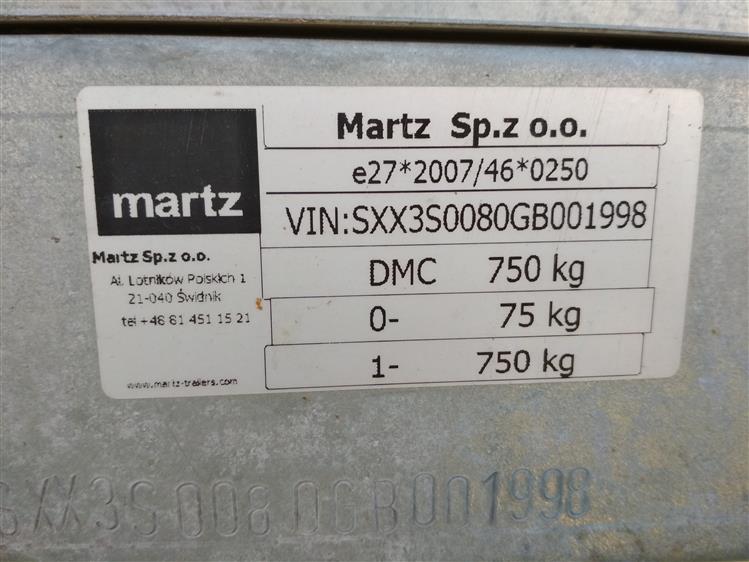 martz
Martz Sp.z o.o.
Al. Lotników Polskich 1
21-040 Świdnik
tel +48 81 451 15 21
www.martz-trailers.com
Martz Sp.z o.o.
e27*2007/46*0250
VIN:SXX3S0080GB001998
DMC 750 kg
0- 75 kg
1- 750 kg
SXX3S0080GB001998